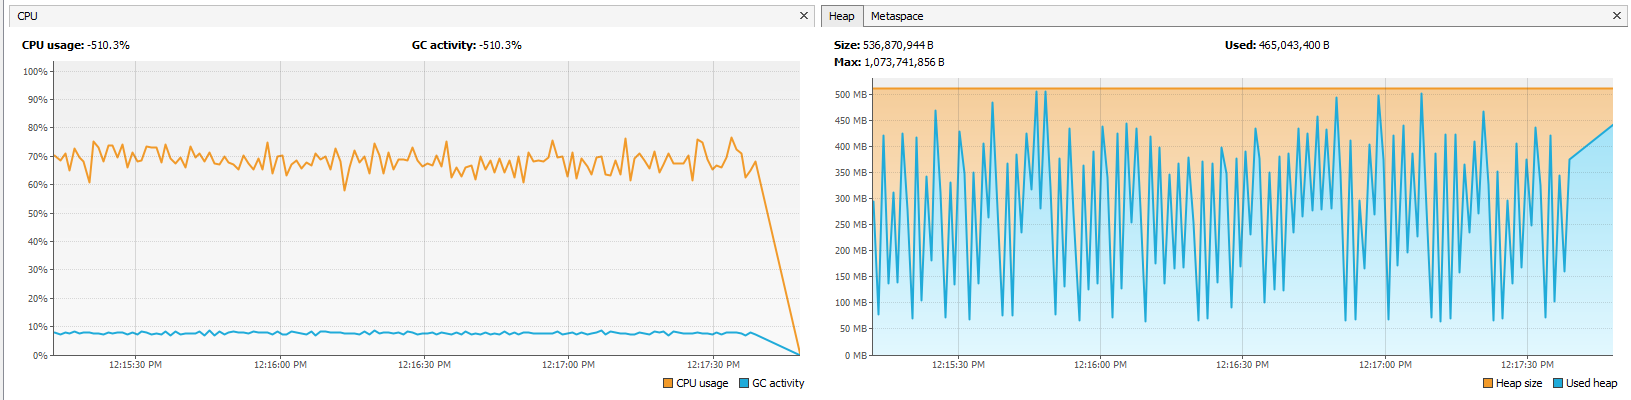 CPU
CPU usage: -510.3% GC activity: -510.3%
100%
90%
80%
70%
60%
50%
40%
30%
20%
10%
0%
12:15:30 PM 12:16:00 PM 12:16:30 PM 12:17:00 PM 12:17:30 PM
CPU usage GC activity
Heap Metaspace
Size: 536,870,944 B Used: 465,043,400 B
Max: 1,073,741,856 B
500 MB
450 MB
400 MB
350 MB
300 MB
250 MB
200 MB
150 MB
100 MB
50 MB
0 MB
12:15:30 PM 12:16:00 PM 12:16:30 PM 12:17:00 PM 12:17:30 PM
Heap size Used heap